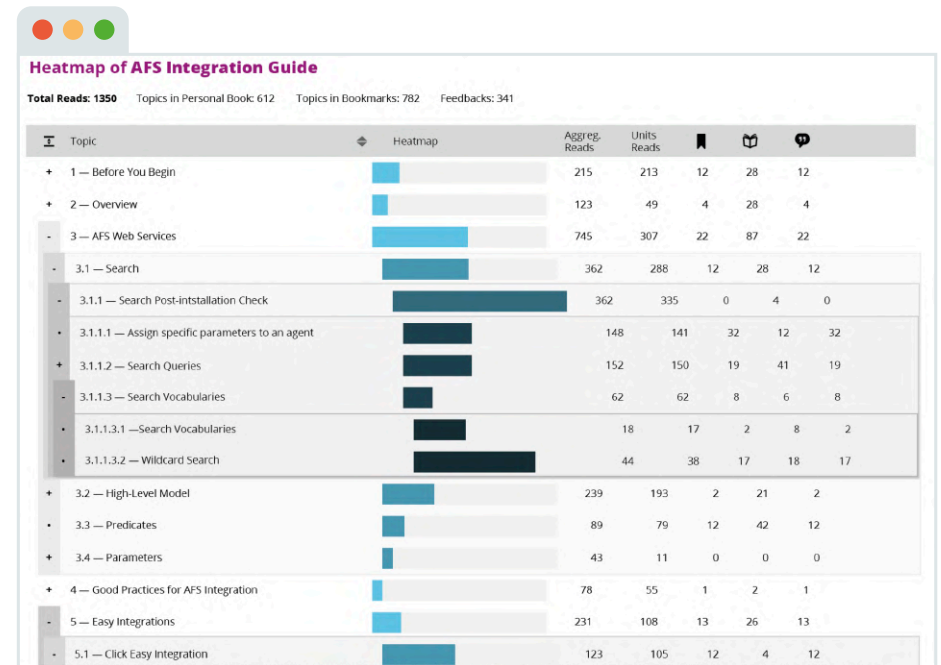 Heatmap of AFS Integration Guide
Total Reads: 1350 Topics in Personal Book: 612 Topics in Bookmarks: 782 Feedbacks: 341
Topic Heatmap Aggreg. Reads Units Reads
+ 1 — Before You Begin 215 213 12 28 12
+ 2 — Overview 123 49 4 28 4
- 3 — AFS Web Services 745 307 22 87 22
- 3.1 — Search 362 288 12 28 12
- 3.1.1 — Search Post-intstallation Check 362 335 0 4 0
• 3.1.1.1 — Assign specific parameters to an agent 148 141 32 12 32
+ 3.1.1.2 — Search Queries 152 150 19 41 19
- 3.1.1.3 — Search Vocabularies 62 62 8 6 8
• 3.1.1.3.1 —Search Vocabularies 18 17 2 8 2
• 3.1.1.3.2 — Wildcard Search 44 38 17 18 17
+ 3.2 — High-Level Model 239 193 2 21 2
• 3.3 — Predicates 89 79 12 42 12
+ 3.4 — Parameters 43 11 0 0 0
+ 4 — Good Practices for AFS Integration 78 55 1 2 1
- 5 — Easy Integrations 231 108 13 26 13
- 5.1 — Click Easy Integration 123 105 12 4 12